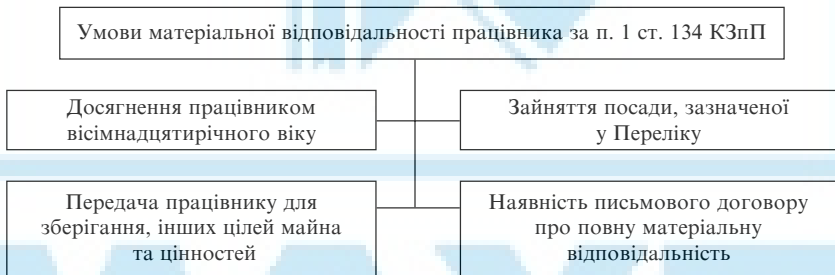 Умови матеріальної відповідальності працівника за п. 1 ст. 134 КЗпП
Досягнення працівником
вісімнадцятирічного віку
Зайняття посади, зазначеної
у Переліку
Передача працівнику для
зберігання, інших цілей майна
та цінностей
Наявність письмового договору
про повну матеріальну
відповідальність